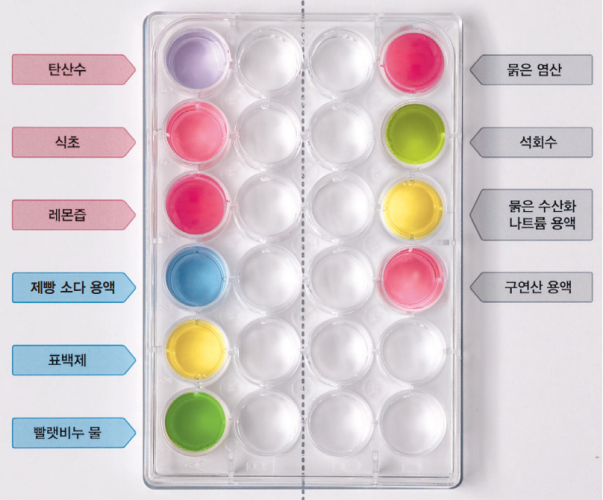 탄산수
식초
레몬즙
제빵 소다 용액
표백제
빨랫비누 물
묽은 염산
석회수
묽은 수산화
나트륨 용액
구연산 용액